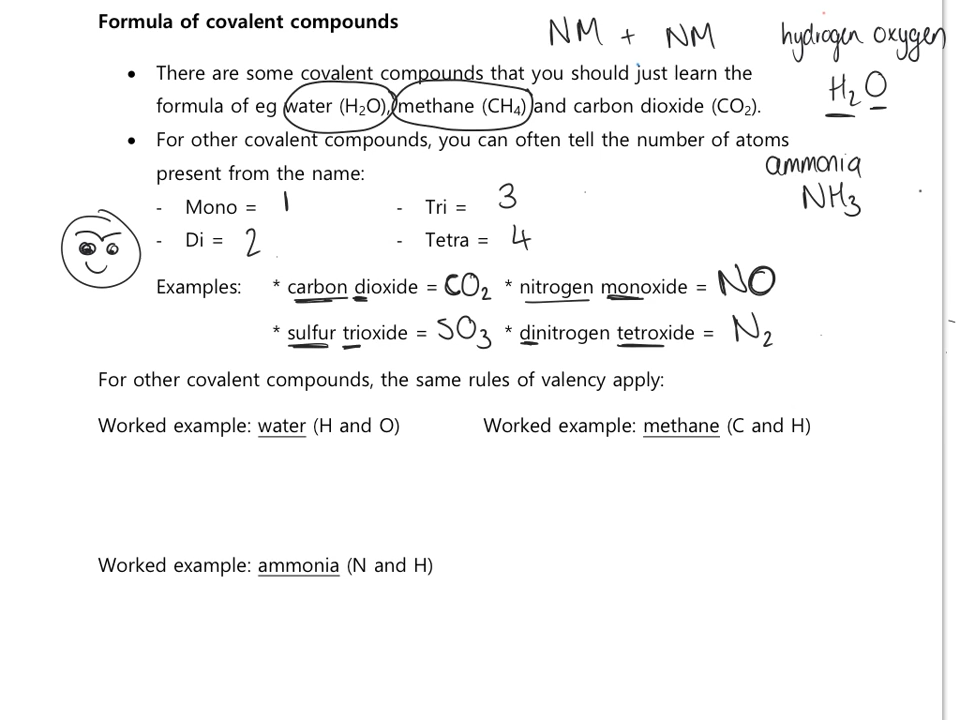 Formula of covalent compounds
NM + NM
hydrogen oxygen
H₂O
• There are some covalent compounds that you should just learn the
formula of eg water (H₂O), methane (CH₄) and carbon dioxide (CO₂).
• For other covalent compounds, you can often tell the number of atoms
present from the name:
ammonia
NH₃
- Mono = 1 - Tri = 3
- Di = 2 - Tetra = 4
Examples: * carbon dioxide = CO₂ * nitrogen monoxide = NO
* sulfur trioxide = SO₃ * dinitrogen tetroxide = N₂
For other covalent compounds, the same rules of valency apply:
Worked example: water (H and O) Worked example: methane (C and H)
Worked example: ammonia (N and H)